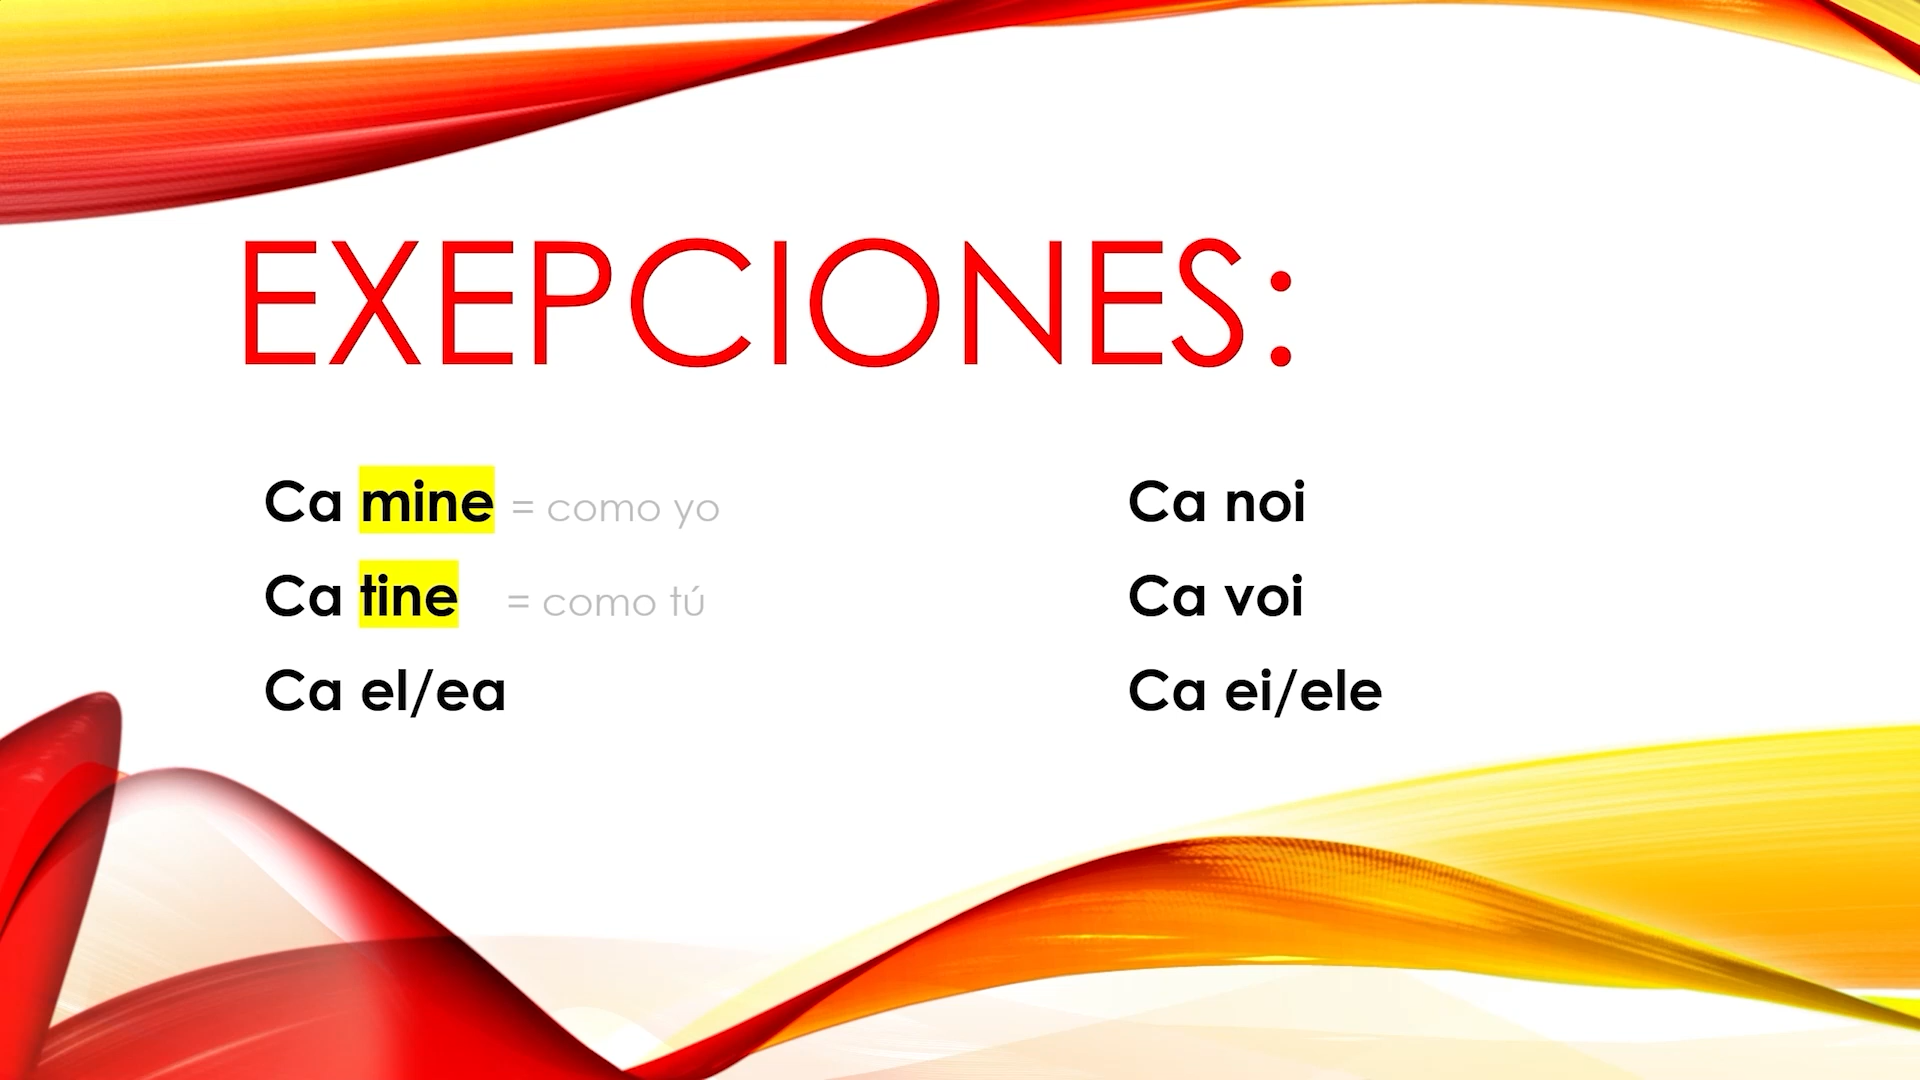 EXEPCIONES:
Ca mine = como yo
Ca tine = como tú
Ca el/ea
Ca noi
Ca voi
Ca ei/ele